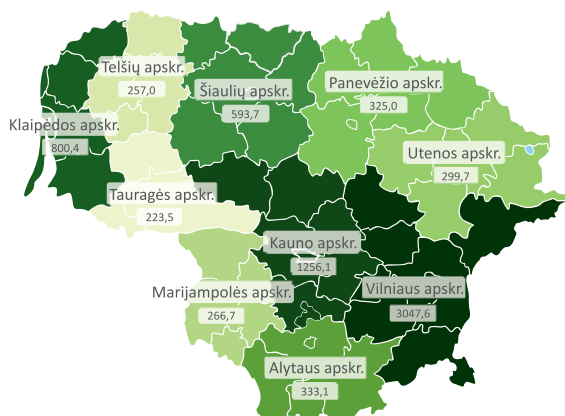 Telšių apskr.
257,0
Šiaulių apskr.
593,7
Panevėžio apskr.
325,0
Klaipėdos apskr.
800,4
Utenos apskr.
299,7
Tauragės apskr.
223,5
Kauno apskr.
1256,1
Marijampolės apskr.
266,7
Vilniaus apskr.
3047,6
Alytaus apskr.
333,1